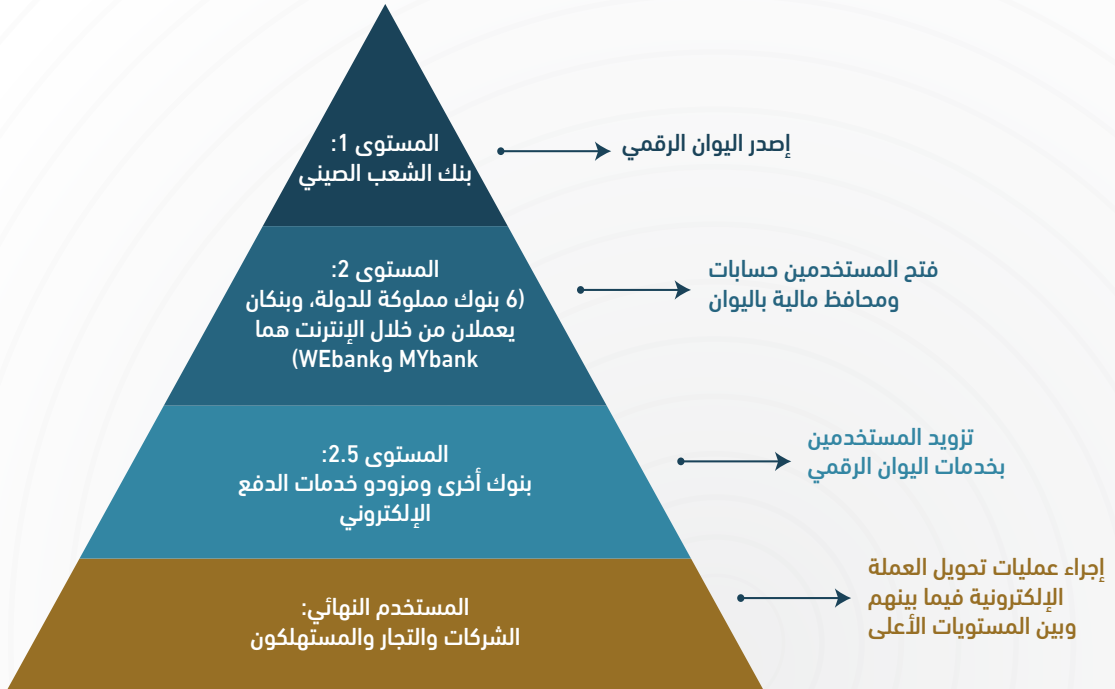 المستوى 1:
بنك الشعب الصيني
إصدر اليوان الرقمي
المستوى 2:
(6 بنوك مملوكة للدولة، وبنكان
يعملان من خلال الإنترنت هما
MYbank وWEbank)
فتح المستخدمين حسابات
ومحافظ مالية باليوان
المستوى 2.5:
بنوك أخرى ومزودو خدمات الدفع
الإلكتروني
تزويد المستخدمين
بخدمات اليوان الرقمي
المستخدم النهائي:
الشركات والتجار والمستهلكون
إجراء عمليات تحويل العملة
الإلكترونية فيما بينهم
وبين المستويات الأعلى